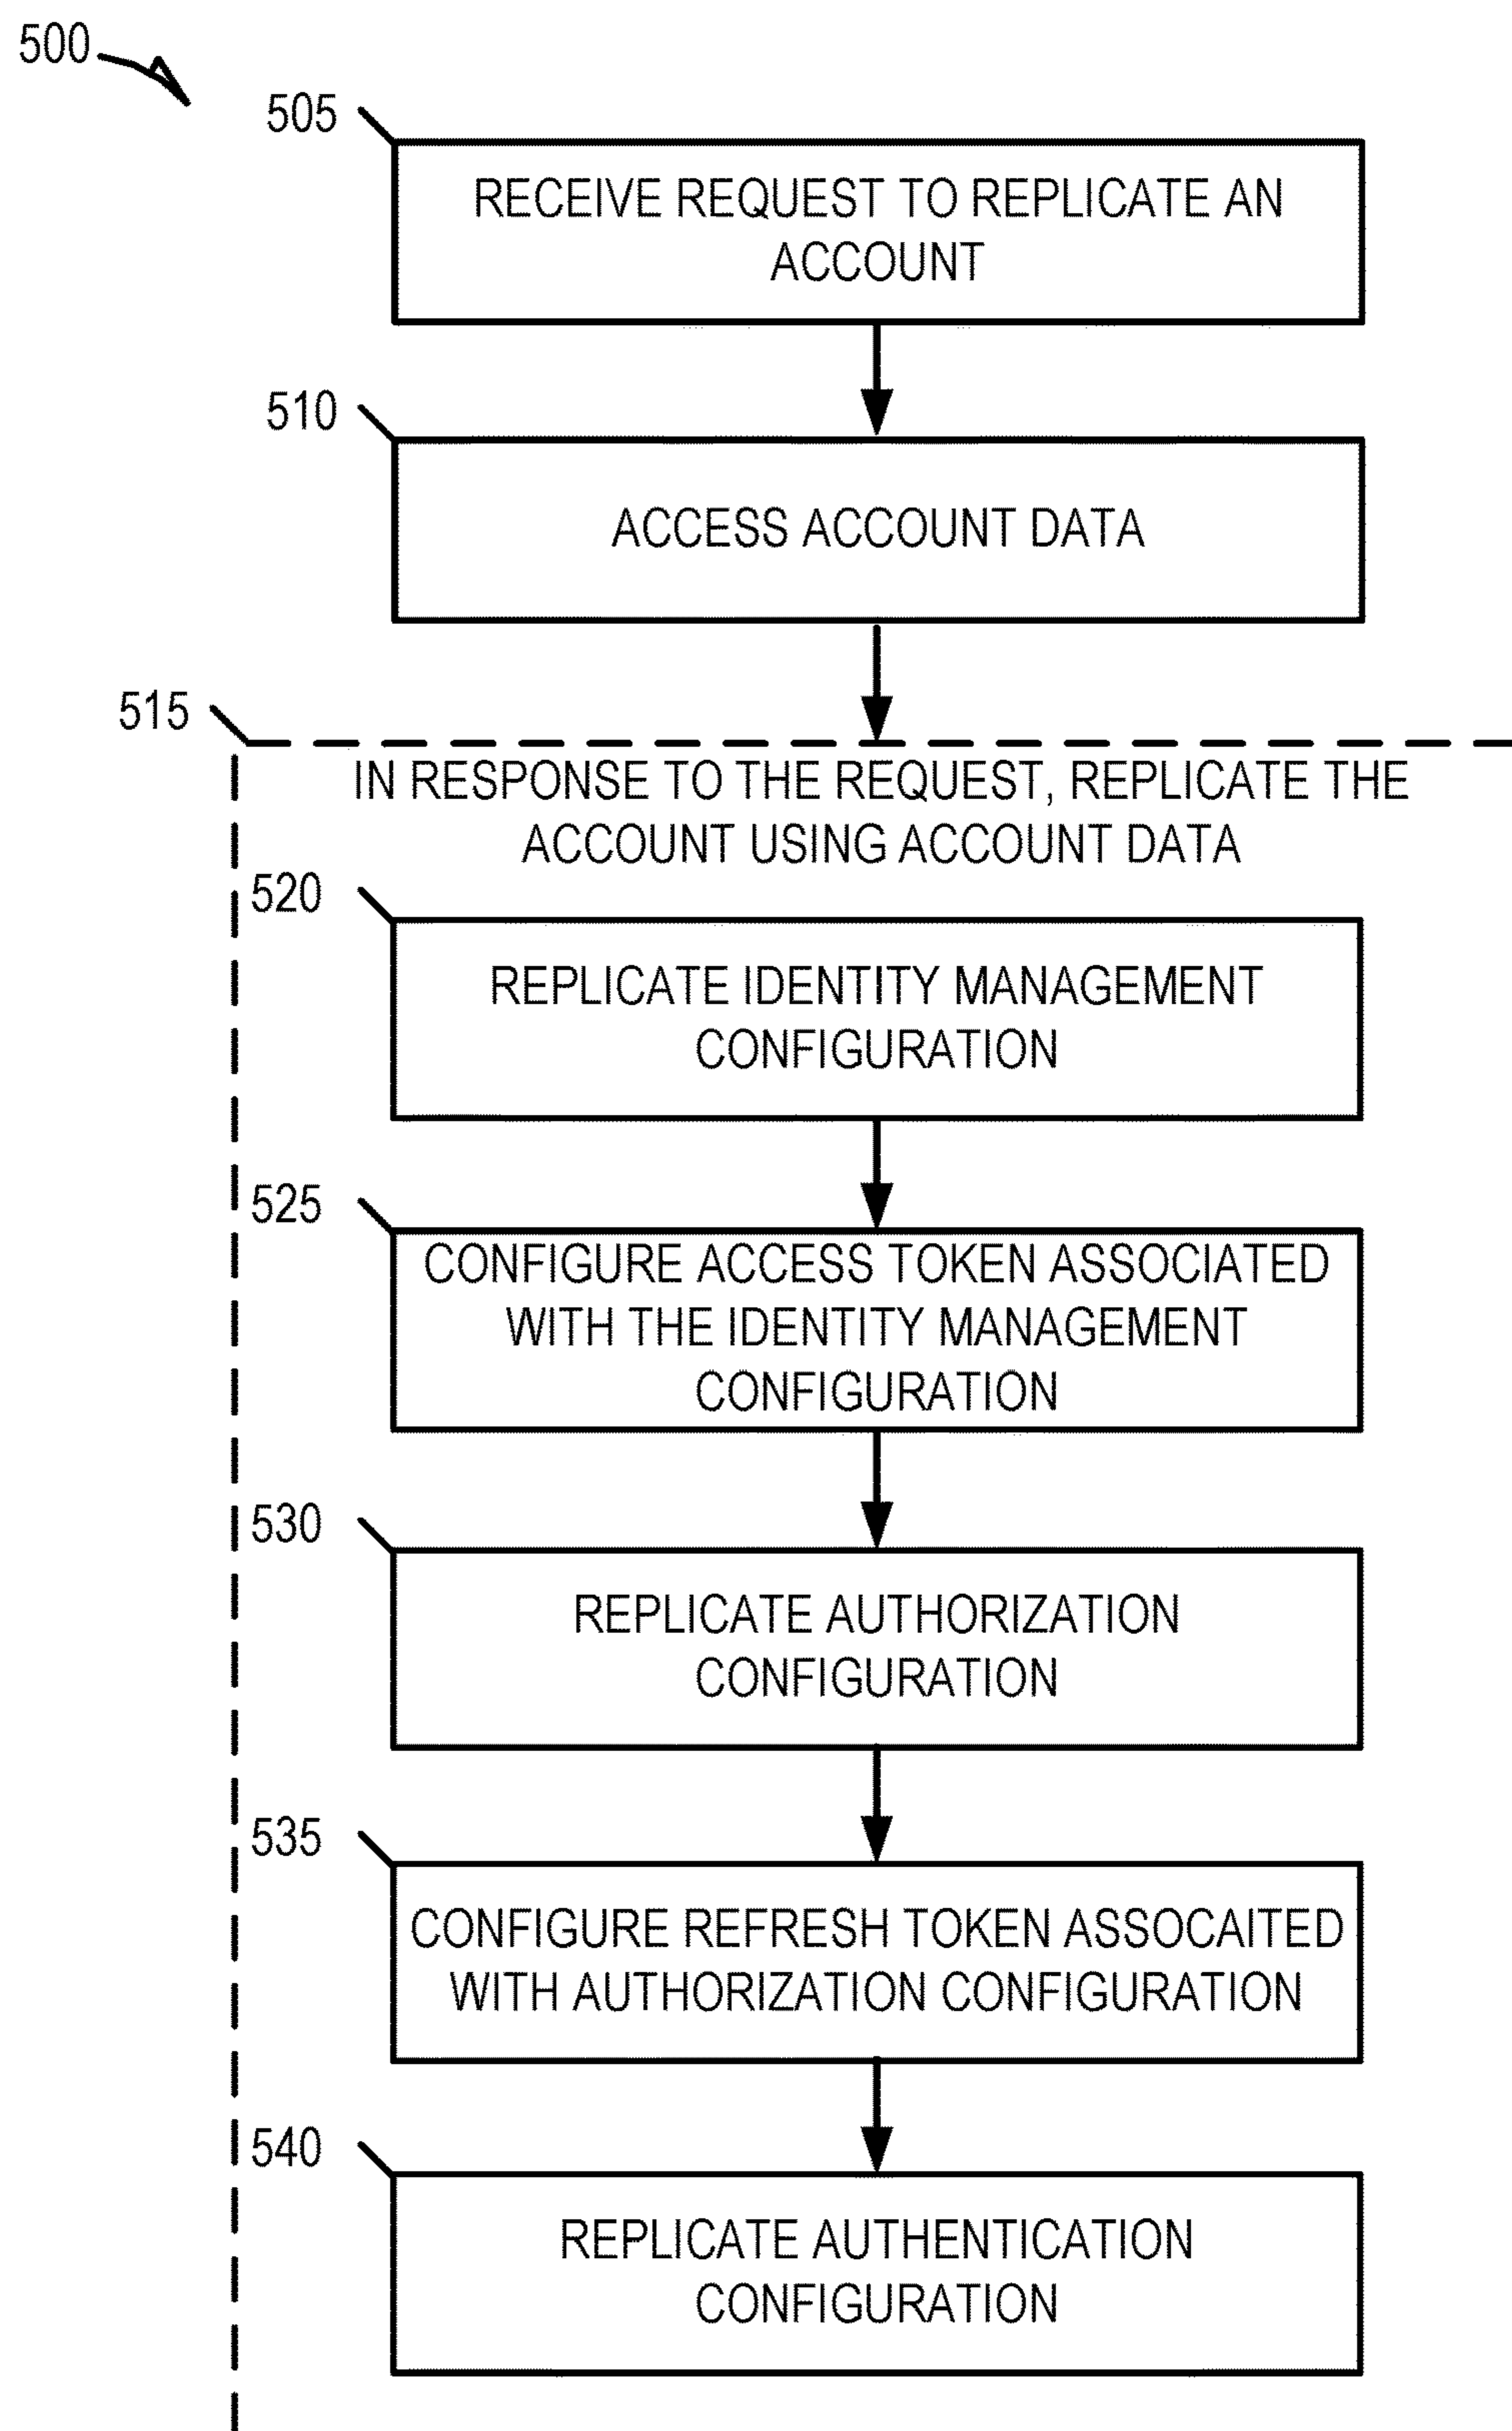 500
505
RECEIVE REQUEST TO REPLICATE AN
ACCOUNT
510
ACCESS ACCOUNT DATA
515
IN RESPONSE TO THE REQUEST, REPLICATE THE
ACCOUNT USING ACCOUNT DATA
520
REPLICATE IDENTITY MANAGEMENT
CONFIGURATION
525
CONFIGURE ACCESS TOKEN ASSOCIATED
WITH THE IDENTITY MANAGEMENT
CONFIGURATION
530
REPLICATE AUTHORIZATION
CONFIGURATION
535
CONFIGURE REFRESH TOKEN ASSOCAITED
WITH AUTHORIZATION CONFIGURATION
540
REPLICATE AUTHENTICATION
CONFIGURATION